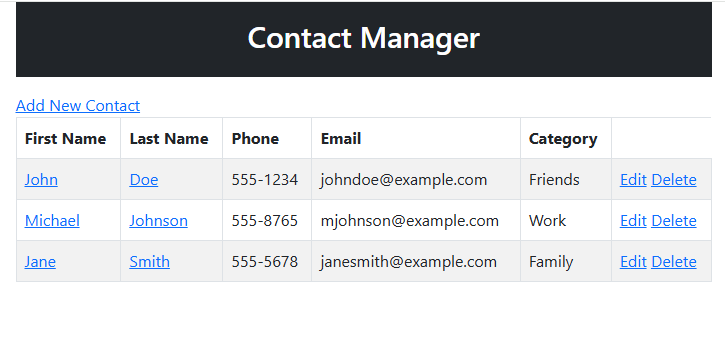 Contact Manager
Add New Contact
First Name Last Name Phone Email Category
John Doe 555-1234 johndoe@example.com Friends Edit Delete
Michael Johnson 555-8765 mjohnson@example.com Work Edit Delete
Jane Smith 555-5678 janesmith@example.com Family Edit Delete